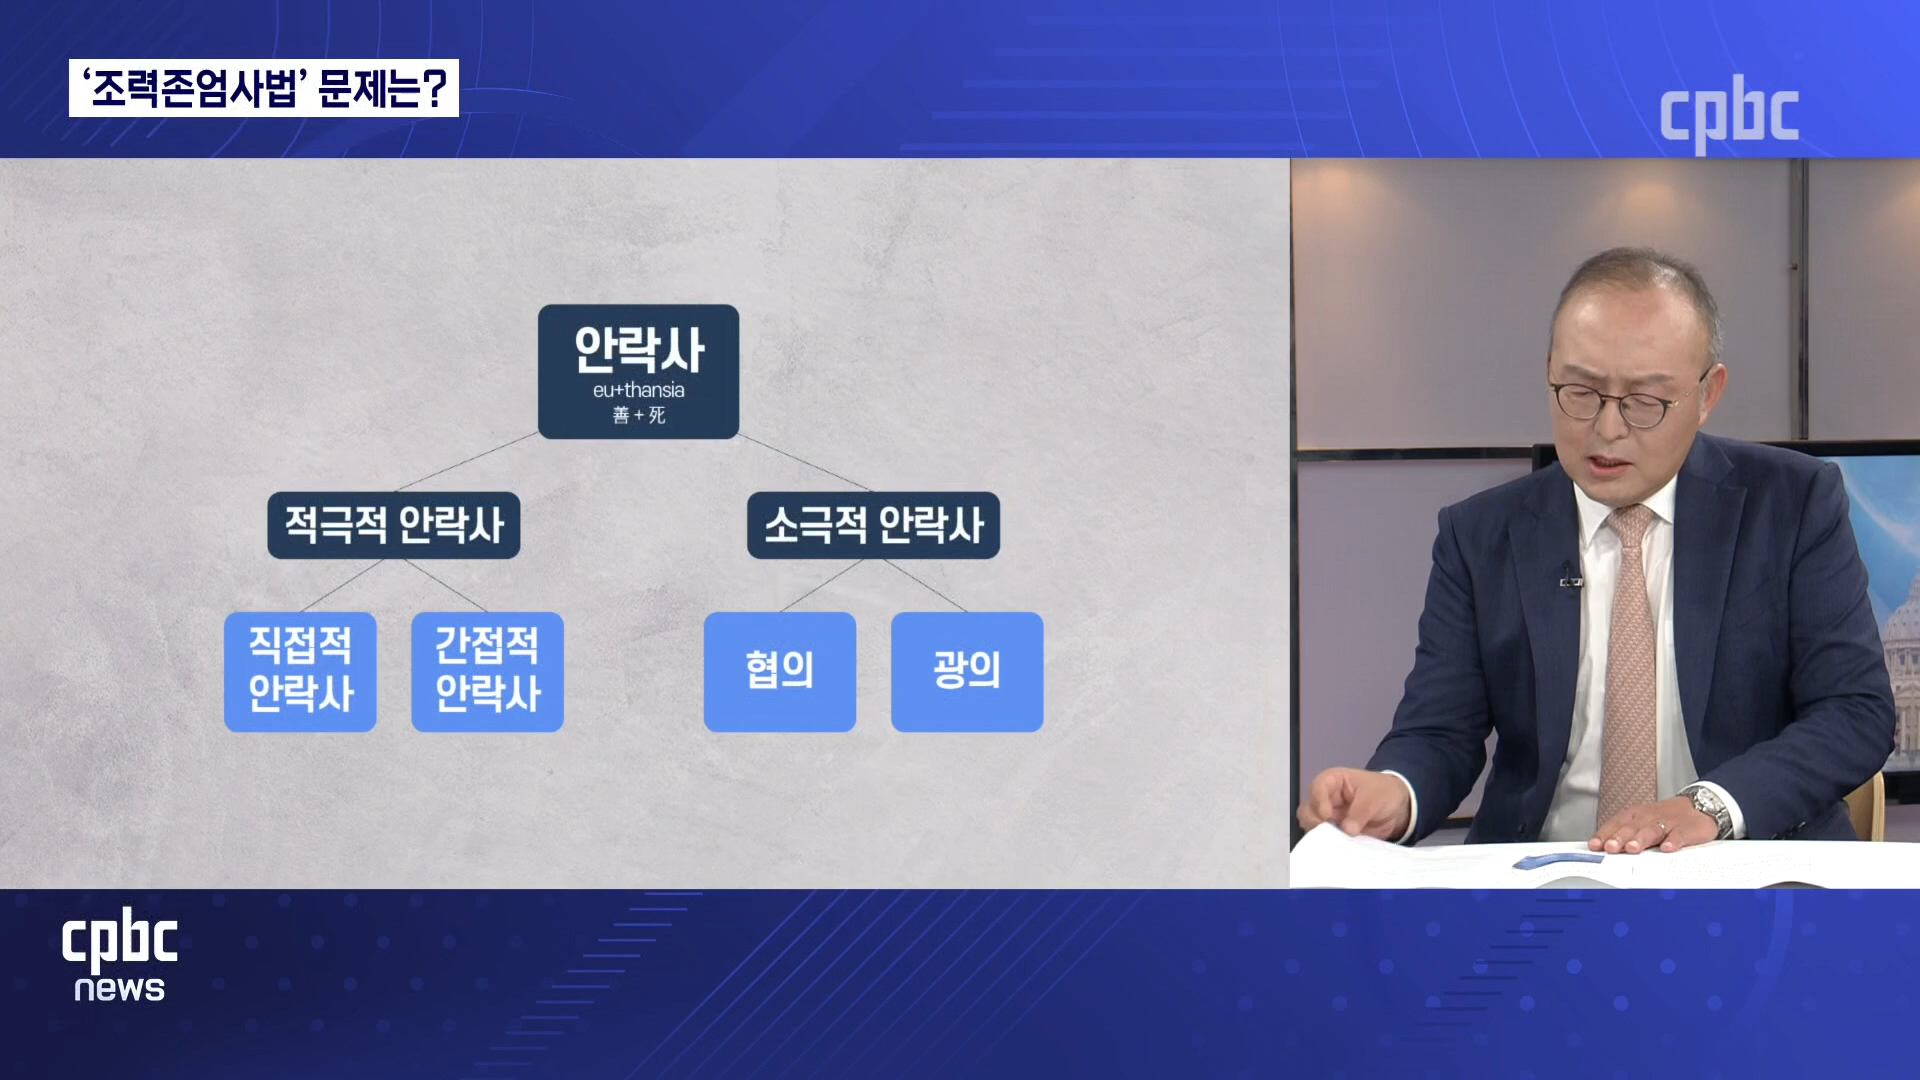 ‘조력존엄사법’ 문제는?
cpbc
안락사
eu+thansia
善+死
적극적 안락사
소극적 안락사
직접적
안락사
간접적
안락사
협의
광의
cpbc
news